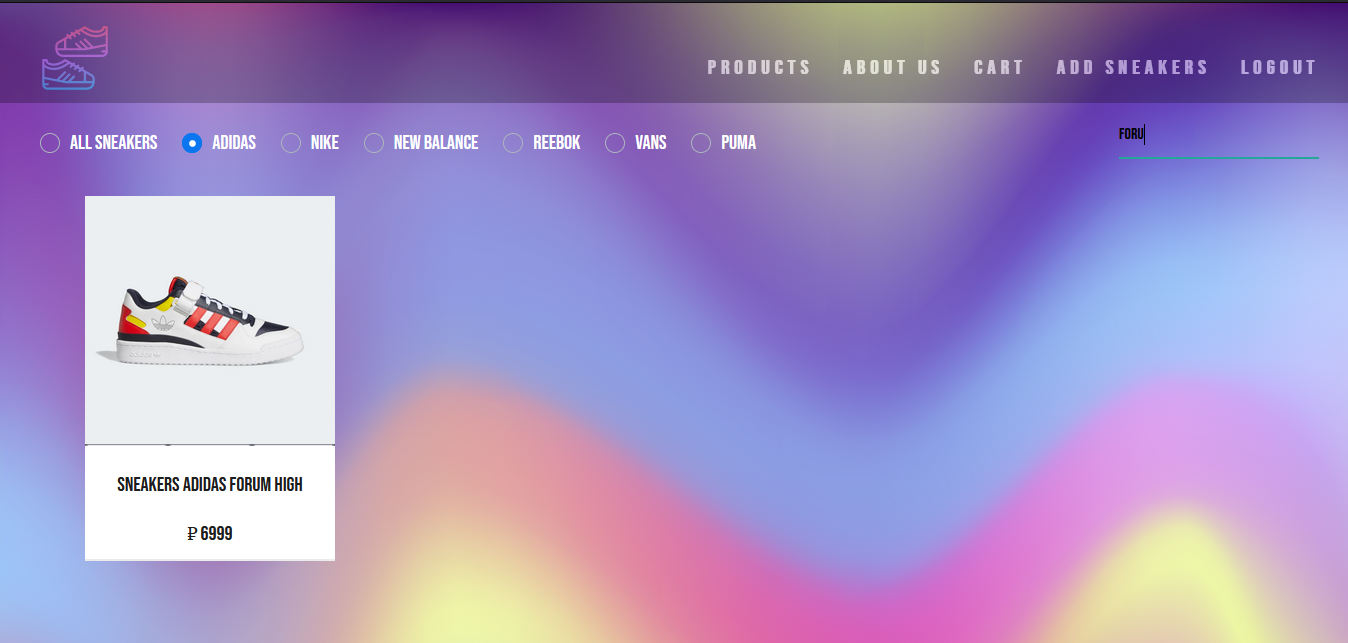 PRODUCTS ABOUT US CART ADD SNEAKERS LOGOUT
ALL SNEAKERS ADIDAS NIKE NEW BALANCE REEBOK VANS PUMA
FORU
SNEAKERS ADIDAS FORUM HIGH
₽ 6999